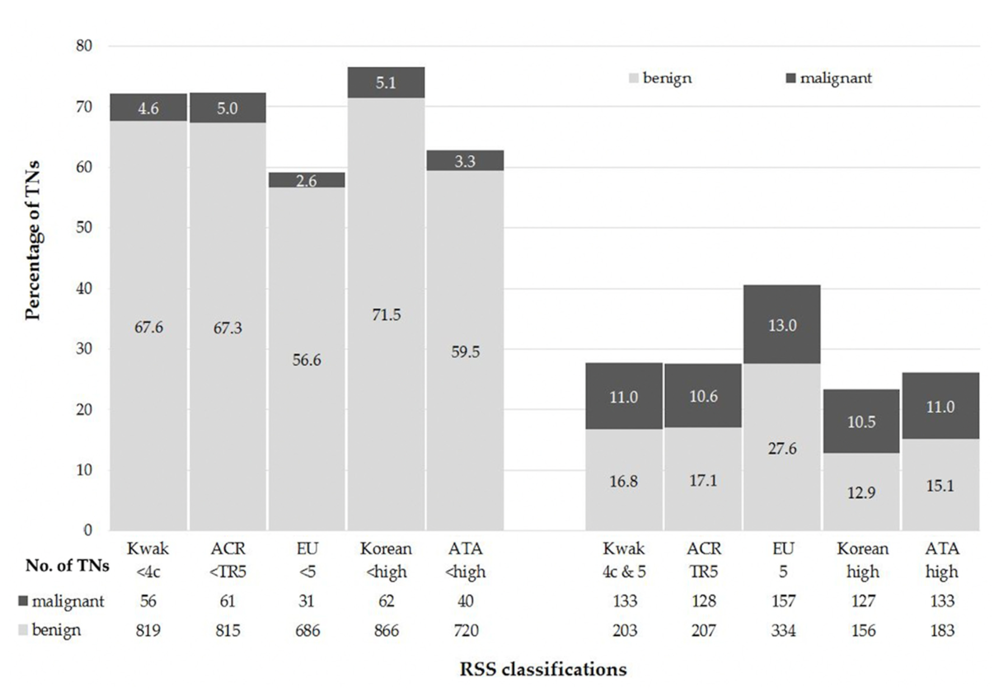 80
70
60
50
40
30
20
10
0
Percentage of TNs
benign malignant
4.6 5.0 2.6 5.1 3.3
67.6 67.3 56.6 71.5 59.5
11.0 10.6 13.0 10.5 11.0
16.8 17.1 27.6 12.9 15.1
Kwak ACR EU Korean ATA Kwak ACR EU Korean ATA
No. of TNs <4c <TR5 <5 <high <high 4c & 5 TR5 5 high high
malignant 56 61 31 62 40 133 128 157 127 133
benign 819 815 686 866 720 203 207 334 156 183
RSS classifications